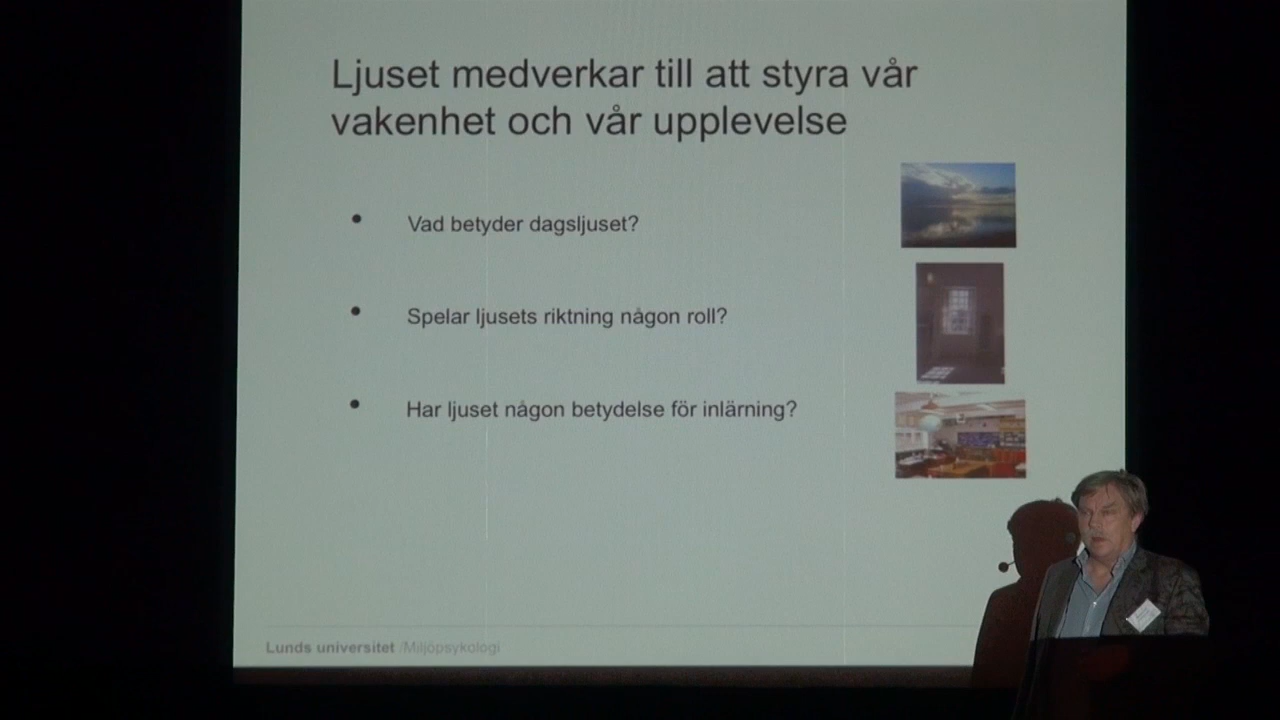 Ljuset medverkar till att styra vår
vakenhet och vår upplevelse
• Vad betyder dagsljuset?
• Spelar ljusets riktning någon roll?
• Har ljuset någon betydelse för inlärning?
Lunds universitet /Miljöpsykologi